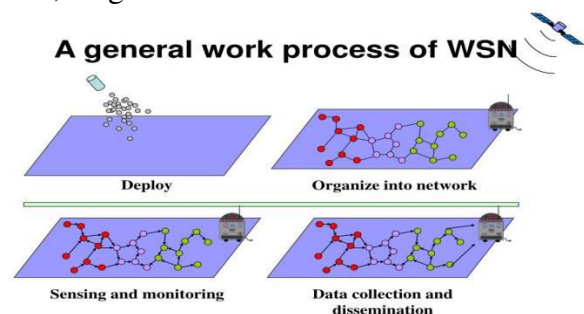 A general work process of WSN
Deploy
Organize into network
Sensing and monitoring
Data collection and
dissemination